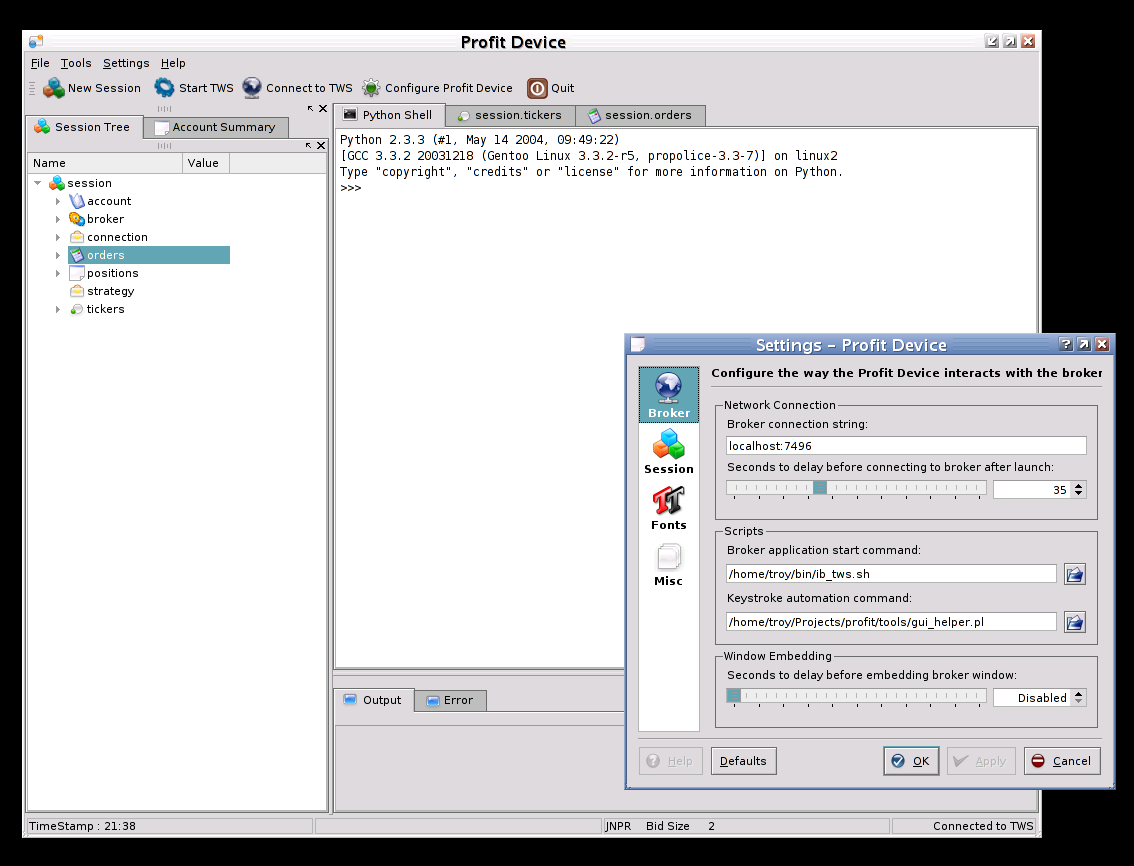 Profit Device
File Tools Settings Help
New Session Start TWS Connect to TWS Configure Profit Device Quit
Session Tree Account Summary
Name Value
session
account
broker
connection
orders
positions
strategy
tickers
Python Shell session.tickers session.orders
Python 2.3.3 (#1, May 14 2004, 09:49:22)
[GCC 3.3.2 20031218 (Gentoo Linux 3.3.2-r5, propolice-3.3-7)] on linux2
Type "copyright", "credits" or "license" for more information on Python.
>>>
Output Error
Settings – Profit Device
Broker
Session
Fonts
Misc
Configure the way the Profit Device interacts with the broker
Network Connection
Broker connection string:
localhost:7496
Seconds to delay before connecting to broker after launch:
35
Scripts
Broker application start command:
/home/troy/bin/ib_tws.sh
Keystroke automation command:
/home/troy/Projects/profit/tools/gui_helper.pl
Window Embedding
Seconds to delay before embedding broker window:
Disabled
Help Defaults OK Apply Cancel
TimeStamp : 21:38 JNPR Bid Size 2 Connected to TWS